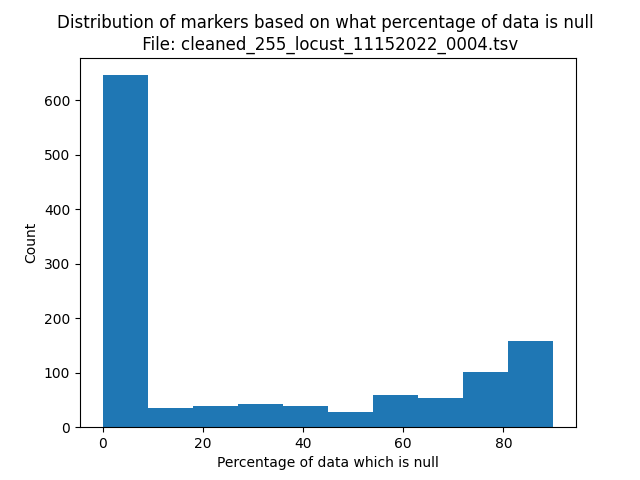 Distribution of markers based on what percentage of data is null
File: cleaned_255_locust_11152022_0004.tsv
600
500
400
300
200
100
0
Count
0 20 40 60 80
Percentage of data which is null